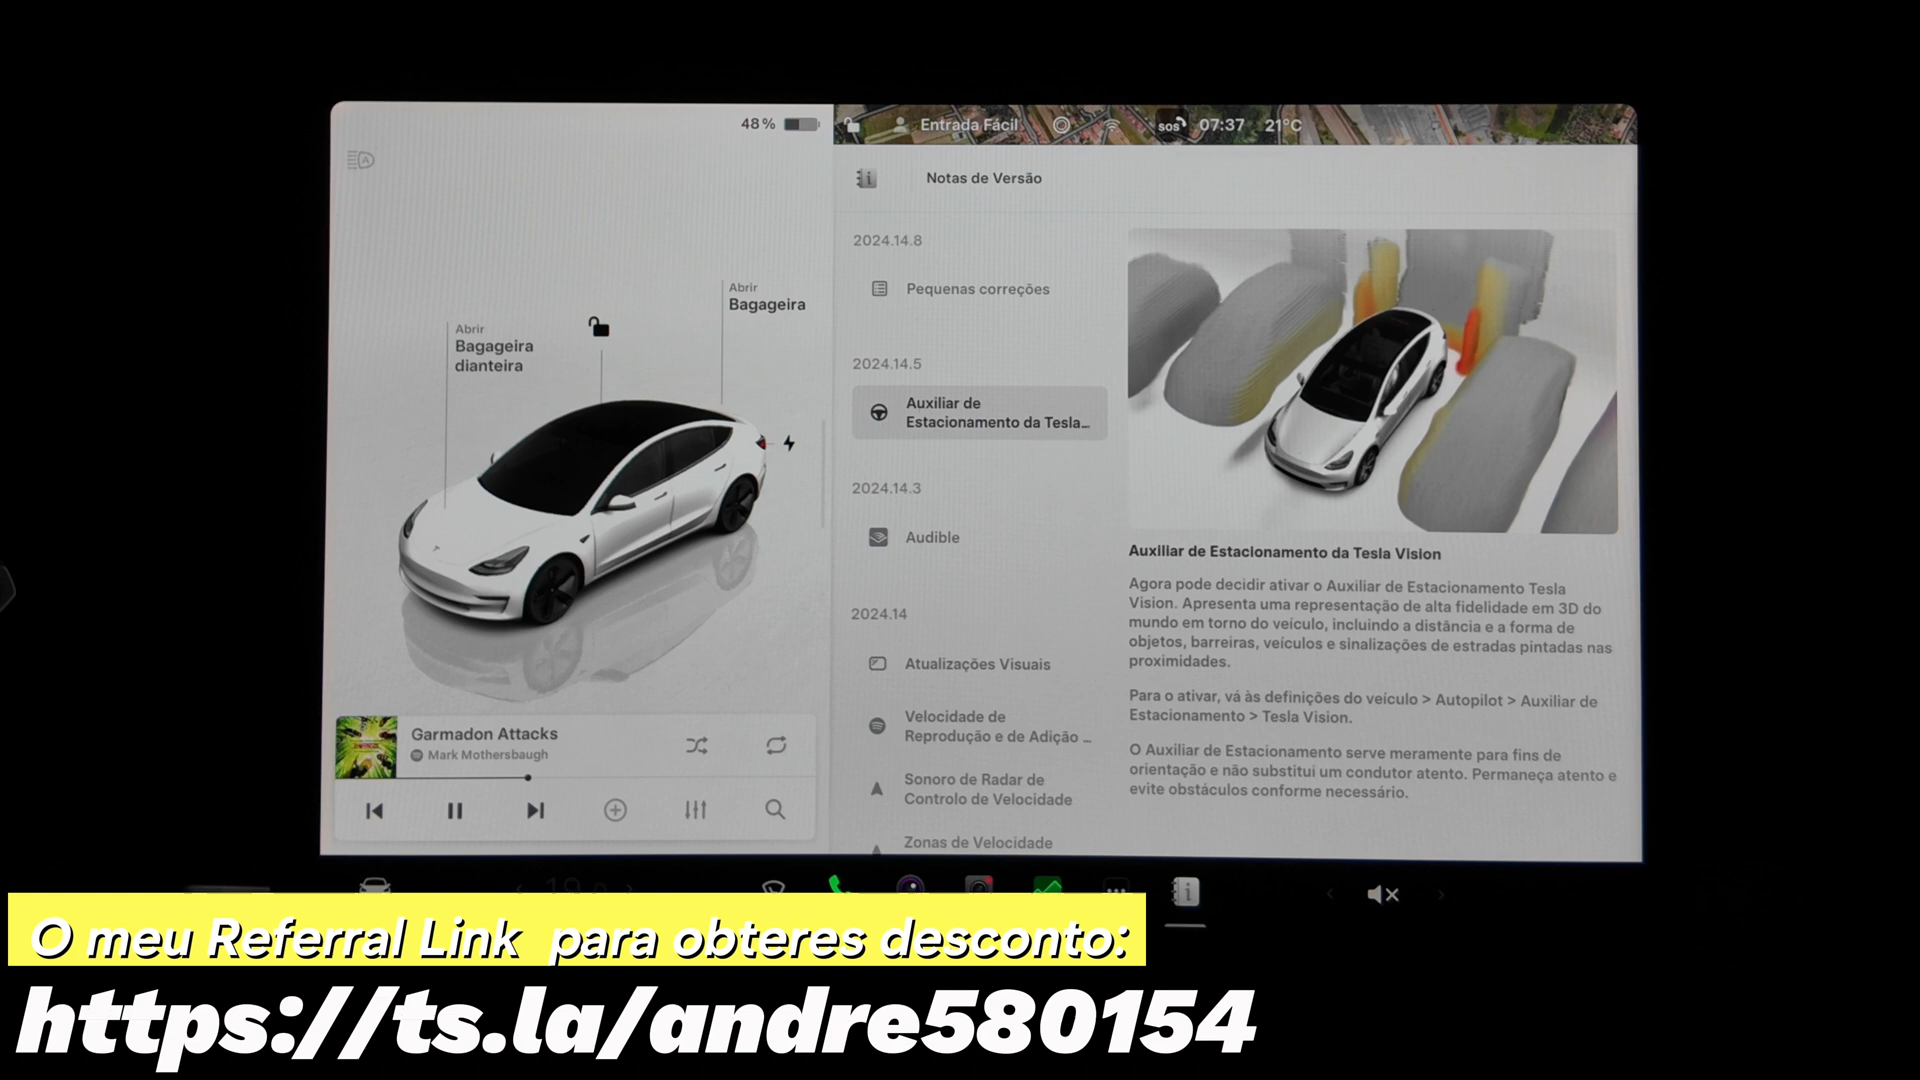 48 %
Entrada Fácil
sos
07:37
21°C
Notas de Versão
Abrir
Bagageira
Abrir
Bagageira
dianteira
Garmadon Attacks
Mark Mothersbaugh
2024.14.8
Pequenas correções
2024.14.5
Auxiliar de
Estacionamento da Tesla...
2024.14.3
Audible
2024.14
Atualizações Visuais
Velocidade de
Reprodução e de Adição ...
Sonoro de Radar de
Controlo de Velocidade
Zonas de Velocidade
Auxiliar de Estacionamento da Tesla Vision
Agora pode decidir ativar o Auxiliar de Estacionamento Tesla
Vision. Apresenta uma representação de alta fidelidade em 3D do
mundo em torno do veículo, incluindo a distância e a forma de
objetos, barreiras, veículos e sinalizações de estradas pintadas nas
proximidades.
Para o ativar, vá às definições do veículo > Autopilot > Auxiliar de
Estacionamento > Tesla Vision.
O Auxiliar de Estacionamento serve meramente para fins de
orientação e não substitui um condutor atento. Permaneça atento e
evite obstáculos conforme necessário.
O meu Referral Link para obteres desconto:
https://ts.la/andre580154